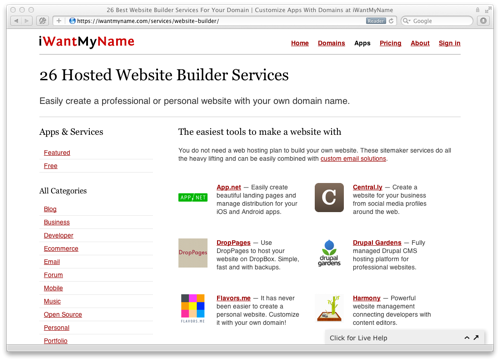 26 Best Website Builder Services For Your Domain | Customize Apps With Domains at iWantMyName
https://iwantmyname.com/services/website-builder/
Reader
Google
iWantMyName
Home Domains Apps Pricing About Sign in
26 Hosted Website Builder Services
Easily create a professional or personal website with your own domain name.
Apps & Services
Featured
Free
All Categories
Blog
Business
Developer
Ecommerce
Email
Forum
Mobile
Music
Open Source
Personal
Portfolio
The easiest tools to make a website with
You do not need a web hosting plan to build your own website. These sitemaker services do all
the heavy lifting and can be easily combined with custom email solutions.
APP.NET
App.net — Easily create
beautiful landing pages and
manage distribution for your
iOS and Android apps.
C
Central.ly — Create a
website for your business
from social media profiles
around the web.
DropPages
DropPages — Use
DropPages to host your
website on DropBox. Simple,
fast and with backups.
drupal
gardens
Drupal Gardens — Fully
managed Drupal CMS
hosting platform for
professional websites.
FLAVORS.ME
Flavors.me — It has never
been easier to create a
personal website. Customize
it with your own domain!
Harmony — Powerful
website management
connecting developers with
content editors.
Click for Live Help